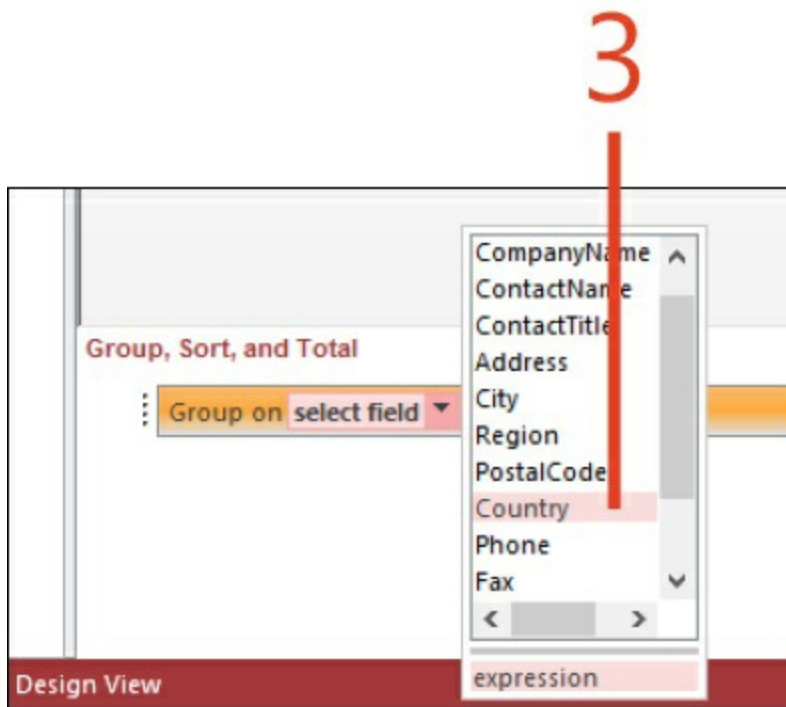 3
CompanyName
ContactName
ContactTitle
Address
City
Region
PostalCode
Country
Phone
Fax
Group, Sort, and Total
Group on select field
expression
Design View